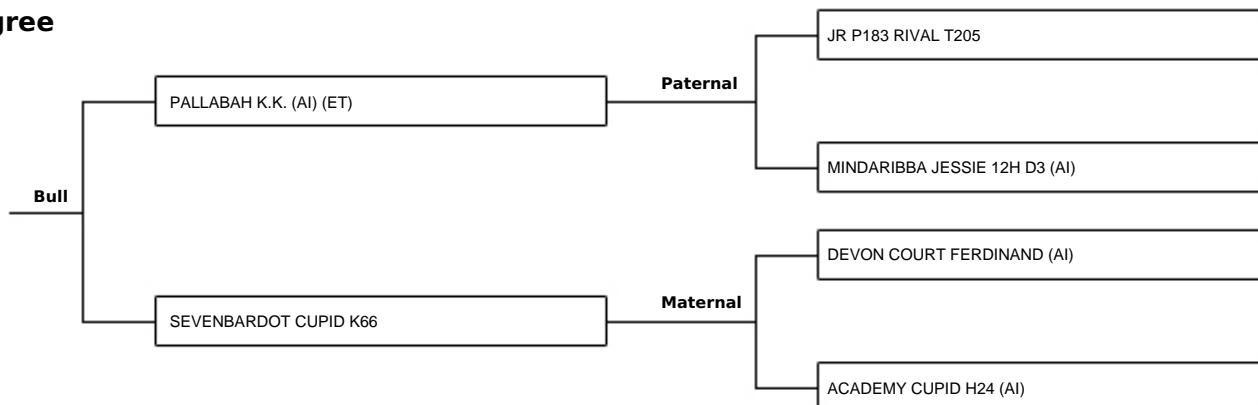 gree
JR P183 RIVAL T205
PALLABAH K.K. (AI) (ET)
Paternal
MINDARIBBA JESSIE 12H D3 (AI)
Bull
DEVON COURT FERDINAND (AI)
SEVENBARDOT CUPID K66
Maternal
ACADEMY CUPID H24 (AI)